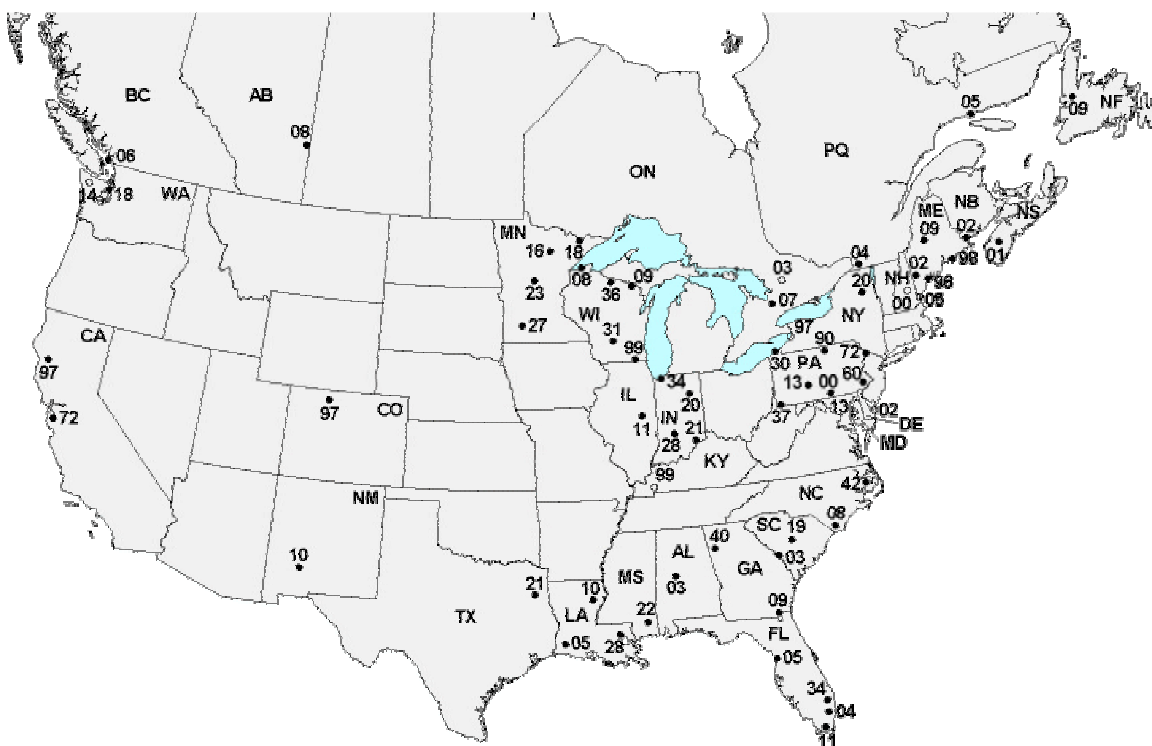 05
09 NF
BC AB
08
PQ
06
ON
14 18 WA
ME NB
09 02 NS
01
98
MN
16 18
03 04
02
NH
96
08 09
36
23
20
00
07
NY
WI
27
97
31
90
CA
99
72
30 PA
97
34
13 00 60
CO
97
IL
20
37 13 02
72
11 IN 21
DE
28
MD
KY
99
NM
42
NC
SC 19 08
40
AL
10
MS
GA
03
03
21 10
TX
LA
22
09
05 28
FL
05
34
04
11